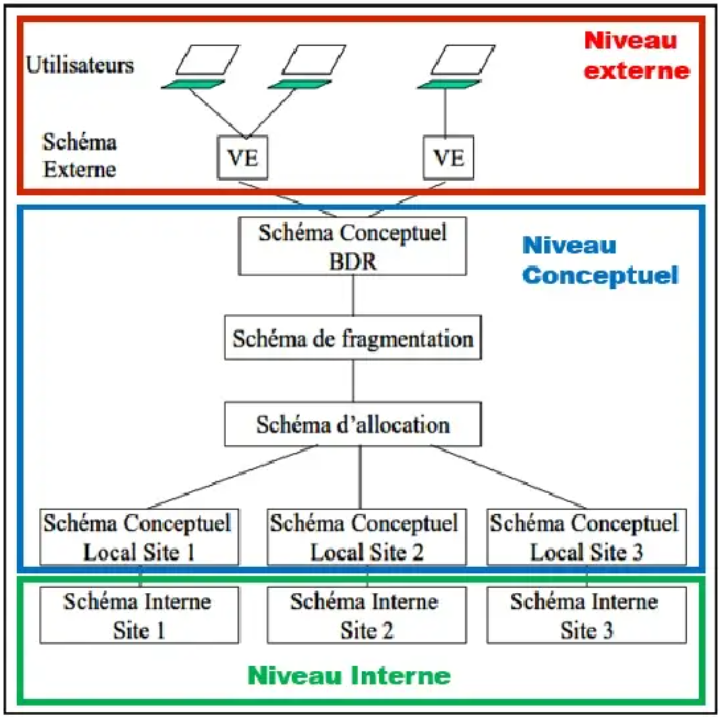 Niveau
externe
Utilisateurs
Schéma
Externe
VE
VE
Schéma Conceptuel
BDR
Niveau
Conceptuel
Schéma de fragmentation
Schéma d'allocation
Schéma Conceptuel
Local Site 1
Schéma Conceptuel
Local Site 2
Schéma Conceptuel
Local Site 3
Schéma Interne
Site 1
Schéma Interne
Site 2
Schéma Interne
Site 3
Niveau Interne